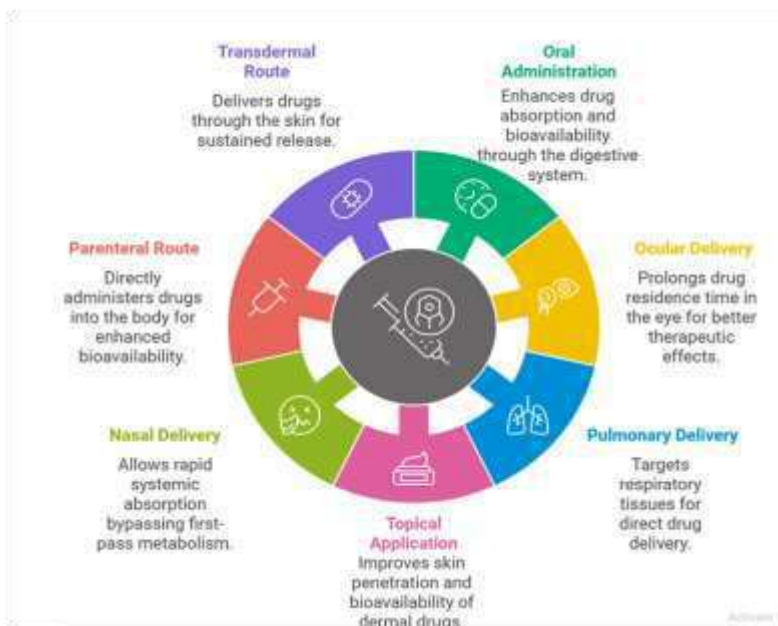 Transdermal
Route
Delivers drugs
through the skin for
sustained release.
Oral
Administration
Enhances drug
absorption and
bioavailability
through the digestive
system.
Parenteral Route
Directly
administers drugs
into the body for
enhanced
bioavailability.
Ocular Delivery
Prolongs drug
residence time in
the eye for better
therapeutic
effects.
Nasal Delivery
Allows rapid
systemic
absorption
bypassing first-
pass metabolism.
Pulmonary Delivery
Targets
respiratory
tissues for
direct drug
delivery.
Topical
Application
Improves skin
penetration and
bioavailability of
dermal drugs
Activate